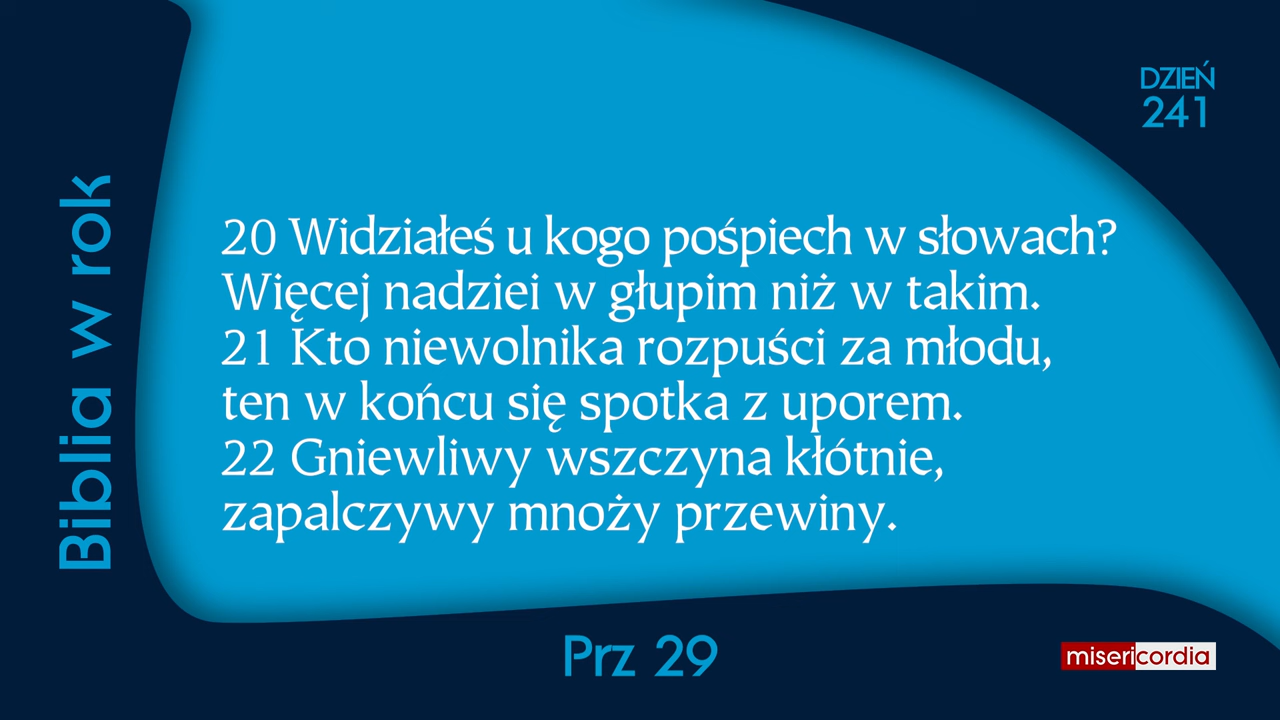 DZIEŃ
241
Biblia w rok
20 Widziałeś u kogo pośpiech w słowach?
Więcej nadziei w głupim niż w takim.
21 Kto niewolnika rozpuści za młodu,
ten w końcu się spotka z uporem.
22 Gniewliwy wszczyna kłótnie,
zapalczywy mnoży przewiny.
Prz 29
misericordia